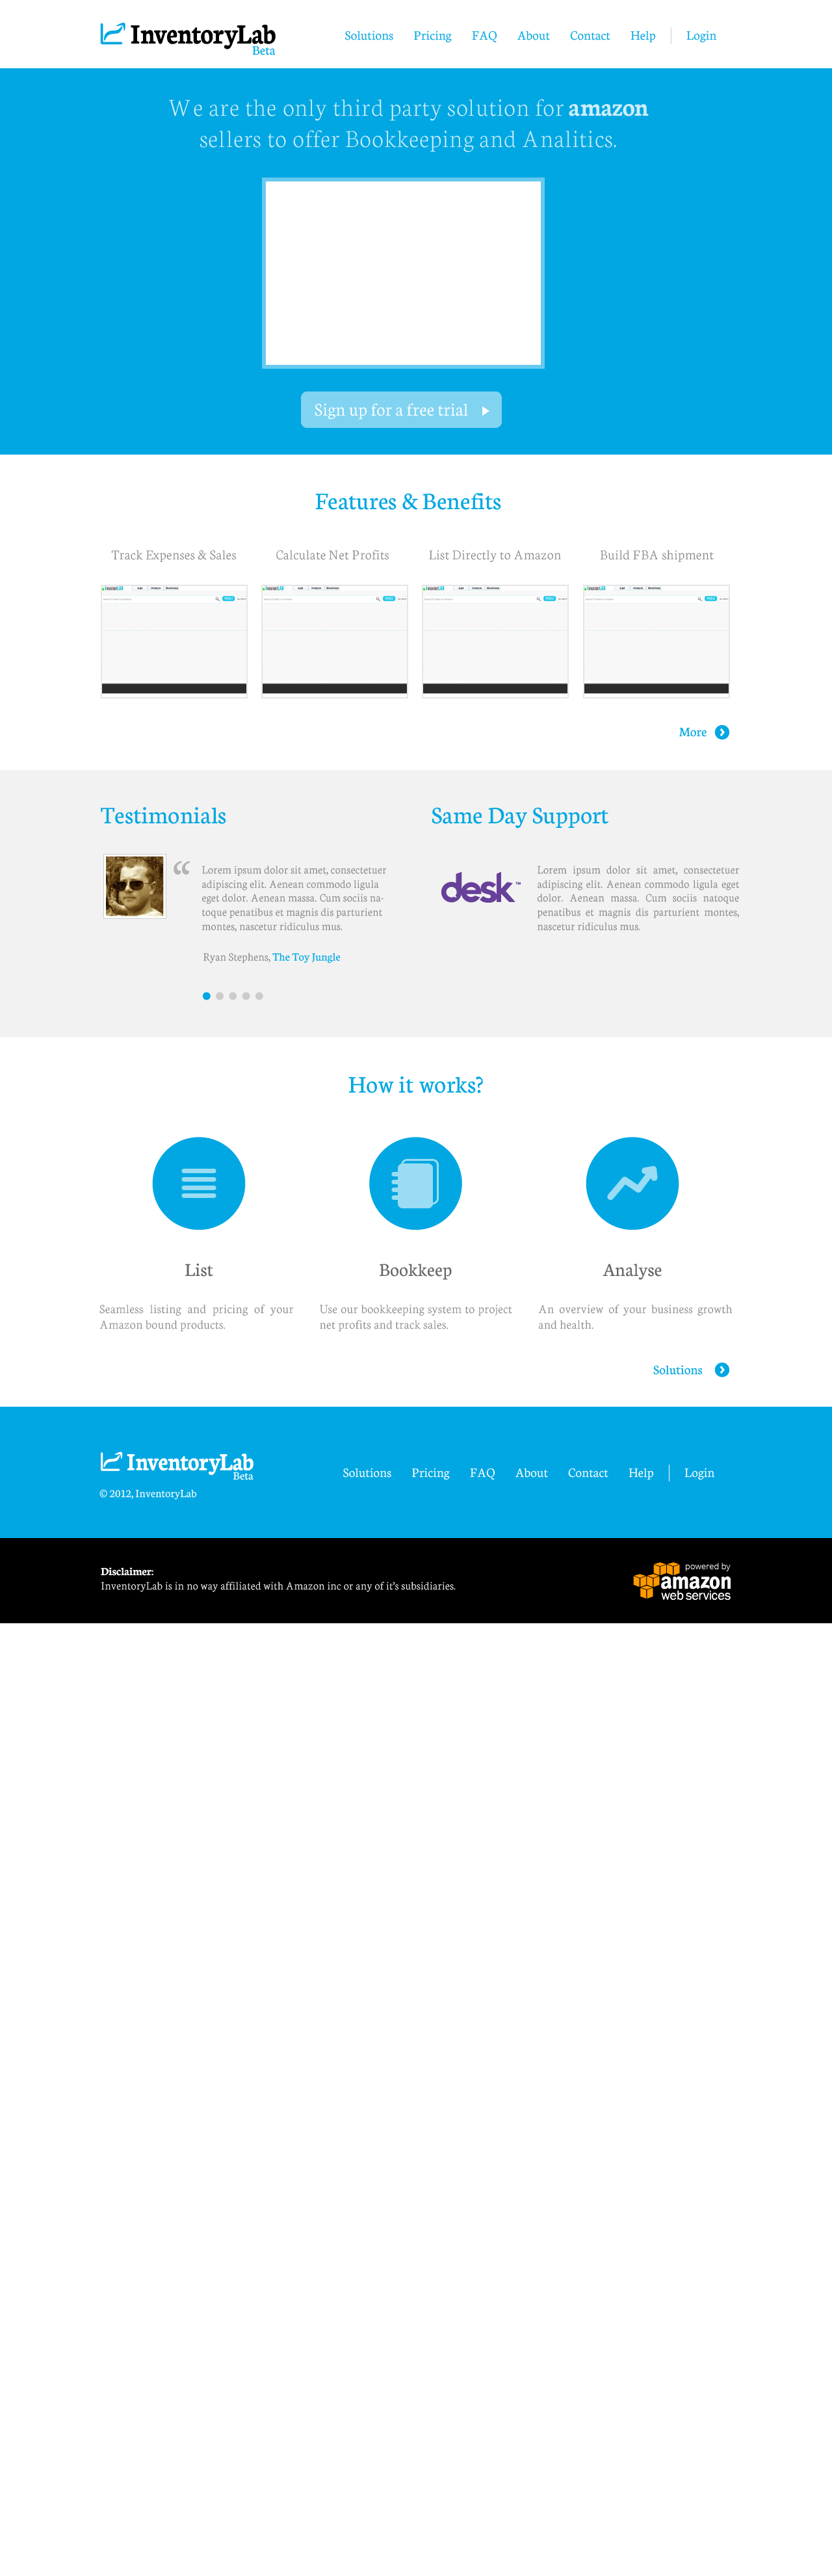 InventoryLab
Beta
Solutions Pricing FAQ About Contact Help Login
We are the only third party solution for amazon
sellers to offer Bookkeeping and Analitics.
Sign up for a free trial
Features & Benefits
Track Expenses & Sales
Calculate Net Profits
List Directly to Amazon
Build FBA shipment
More
Testimonials
“
Lorem ipsum dolor sit amet, consectetuer
adipiscing elit. Aenean commodo ligula
eget dolor. Aenean massa. Cum sociis na-
toque penatibus et magnis dis parturient
montes, nascetur ridiculus mus.
Ryan Stephens, The Toy Jungle
Same Day Support
desk™
Lorem ipsum dolor sit amet, consectetuer
adipiscing elit. Aenean commodo ligula eget
dolor. Aenean massa. Cum sociis natoque
penatibus et magnis dis parturient montes,
nascetur ridiculus mus.
How it works?
List
Seamless listing and pricing of your
Amazon bound products.
Bookkeep
Use our bookkeeping system to project
net profits and track sales.
Analyse
An overview of your business growth
and health.
Solutions
InventoryLab
Beta
© 2012, InventoryLab
Solutions Pricing FAQ About Contact Help Login
Disclaimer:
InventoryLab is in no way affiliated with Amazon inc or any of it's subsidiaries.
powered by
amazon
web services